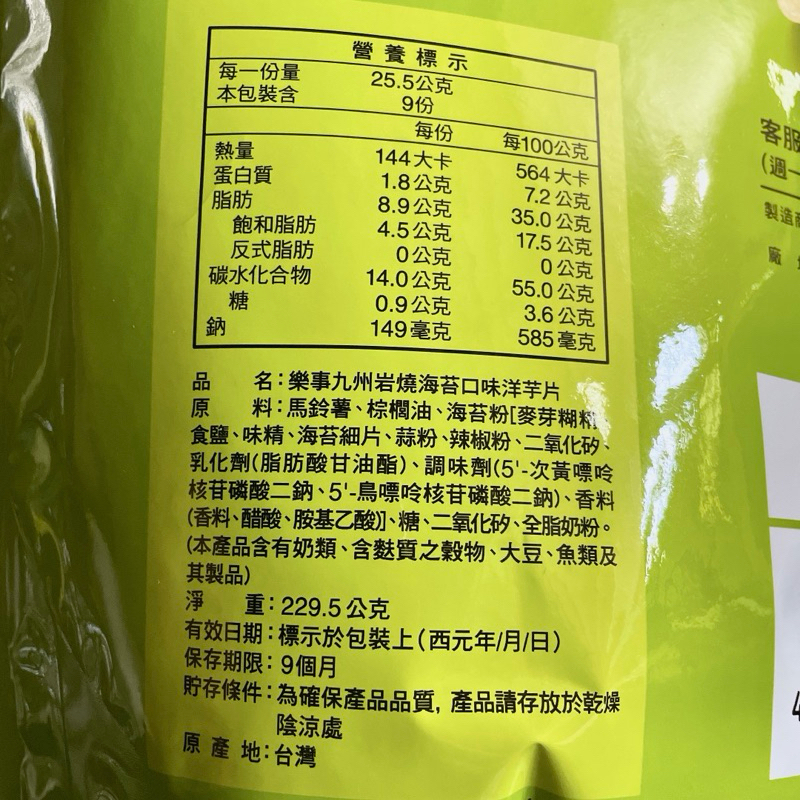 營養標示
每一份量 25.5公克
本包裝含 9份
每份 每100公克
熱量 144大卡 564大卡
蛋白質 1.8公克 7.2公克
脂肪 8.9公克 35.0公克
飽和脂肪 4.5公克 17.5公克
反式脂肪 0公克 0公克
碳水化合物 14.0公克 55.0公克
糖 0.9公克 3.6公克
鈉 149毫克 585毫克
品 名:樂事九州岩燒海苔口味洋芋片
原 料:馬鈴薯、棕櫚油、海苔粉[麥芽糊精、
食鹽、味精、海苔細片、蒜粉、辣椒粉、二氧化矽、
乳化劑(脂肪酸甘油酯)、調味劑(5'-次黃嘌呤
核苷磷酸二鈉、5'-鳥嘌呤核苷磷酸二鈉)、香料
(香料、醋酸、胺基乙酸)]、糖、二氧化矽、全脂奶粉。
(本產品含有奶類、含麩質之穀物、大豆、魚類及
其製品)
淨 重:229.5公克
有效日期:標示於包裝上(西元年/月/日)
保存期限:9個月
貯存條件:為確保產品品質, 產品請存放於乾燥
陰涼處
原 產 地:台灣
客服
(週一
製造商
廠